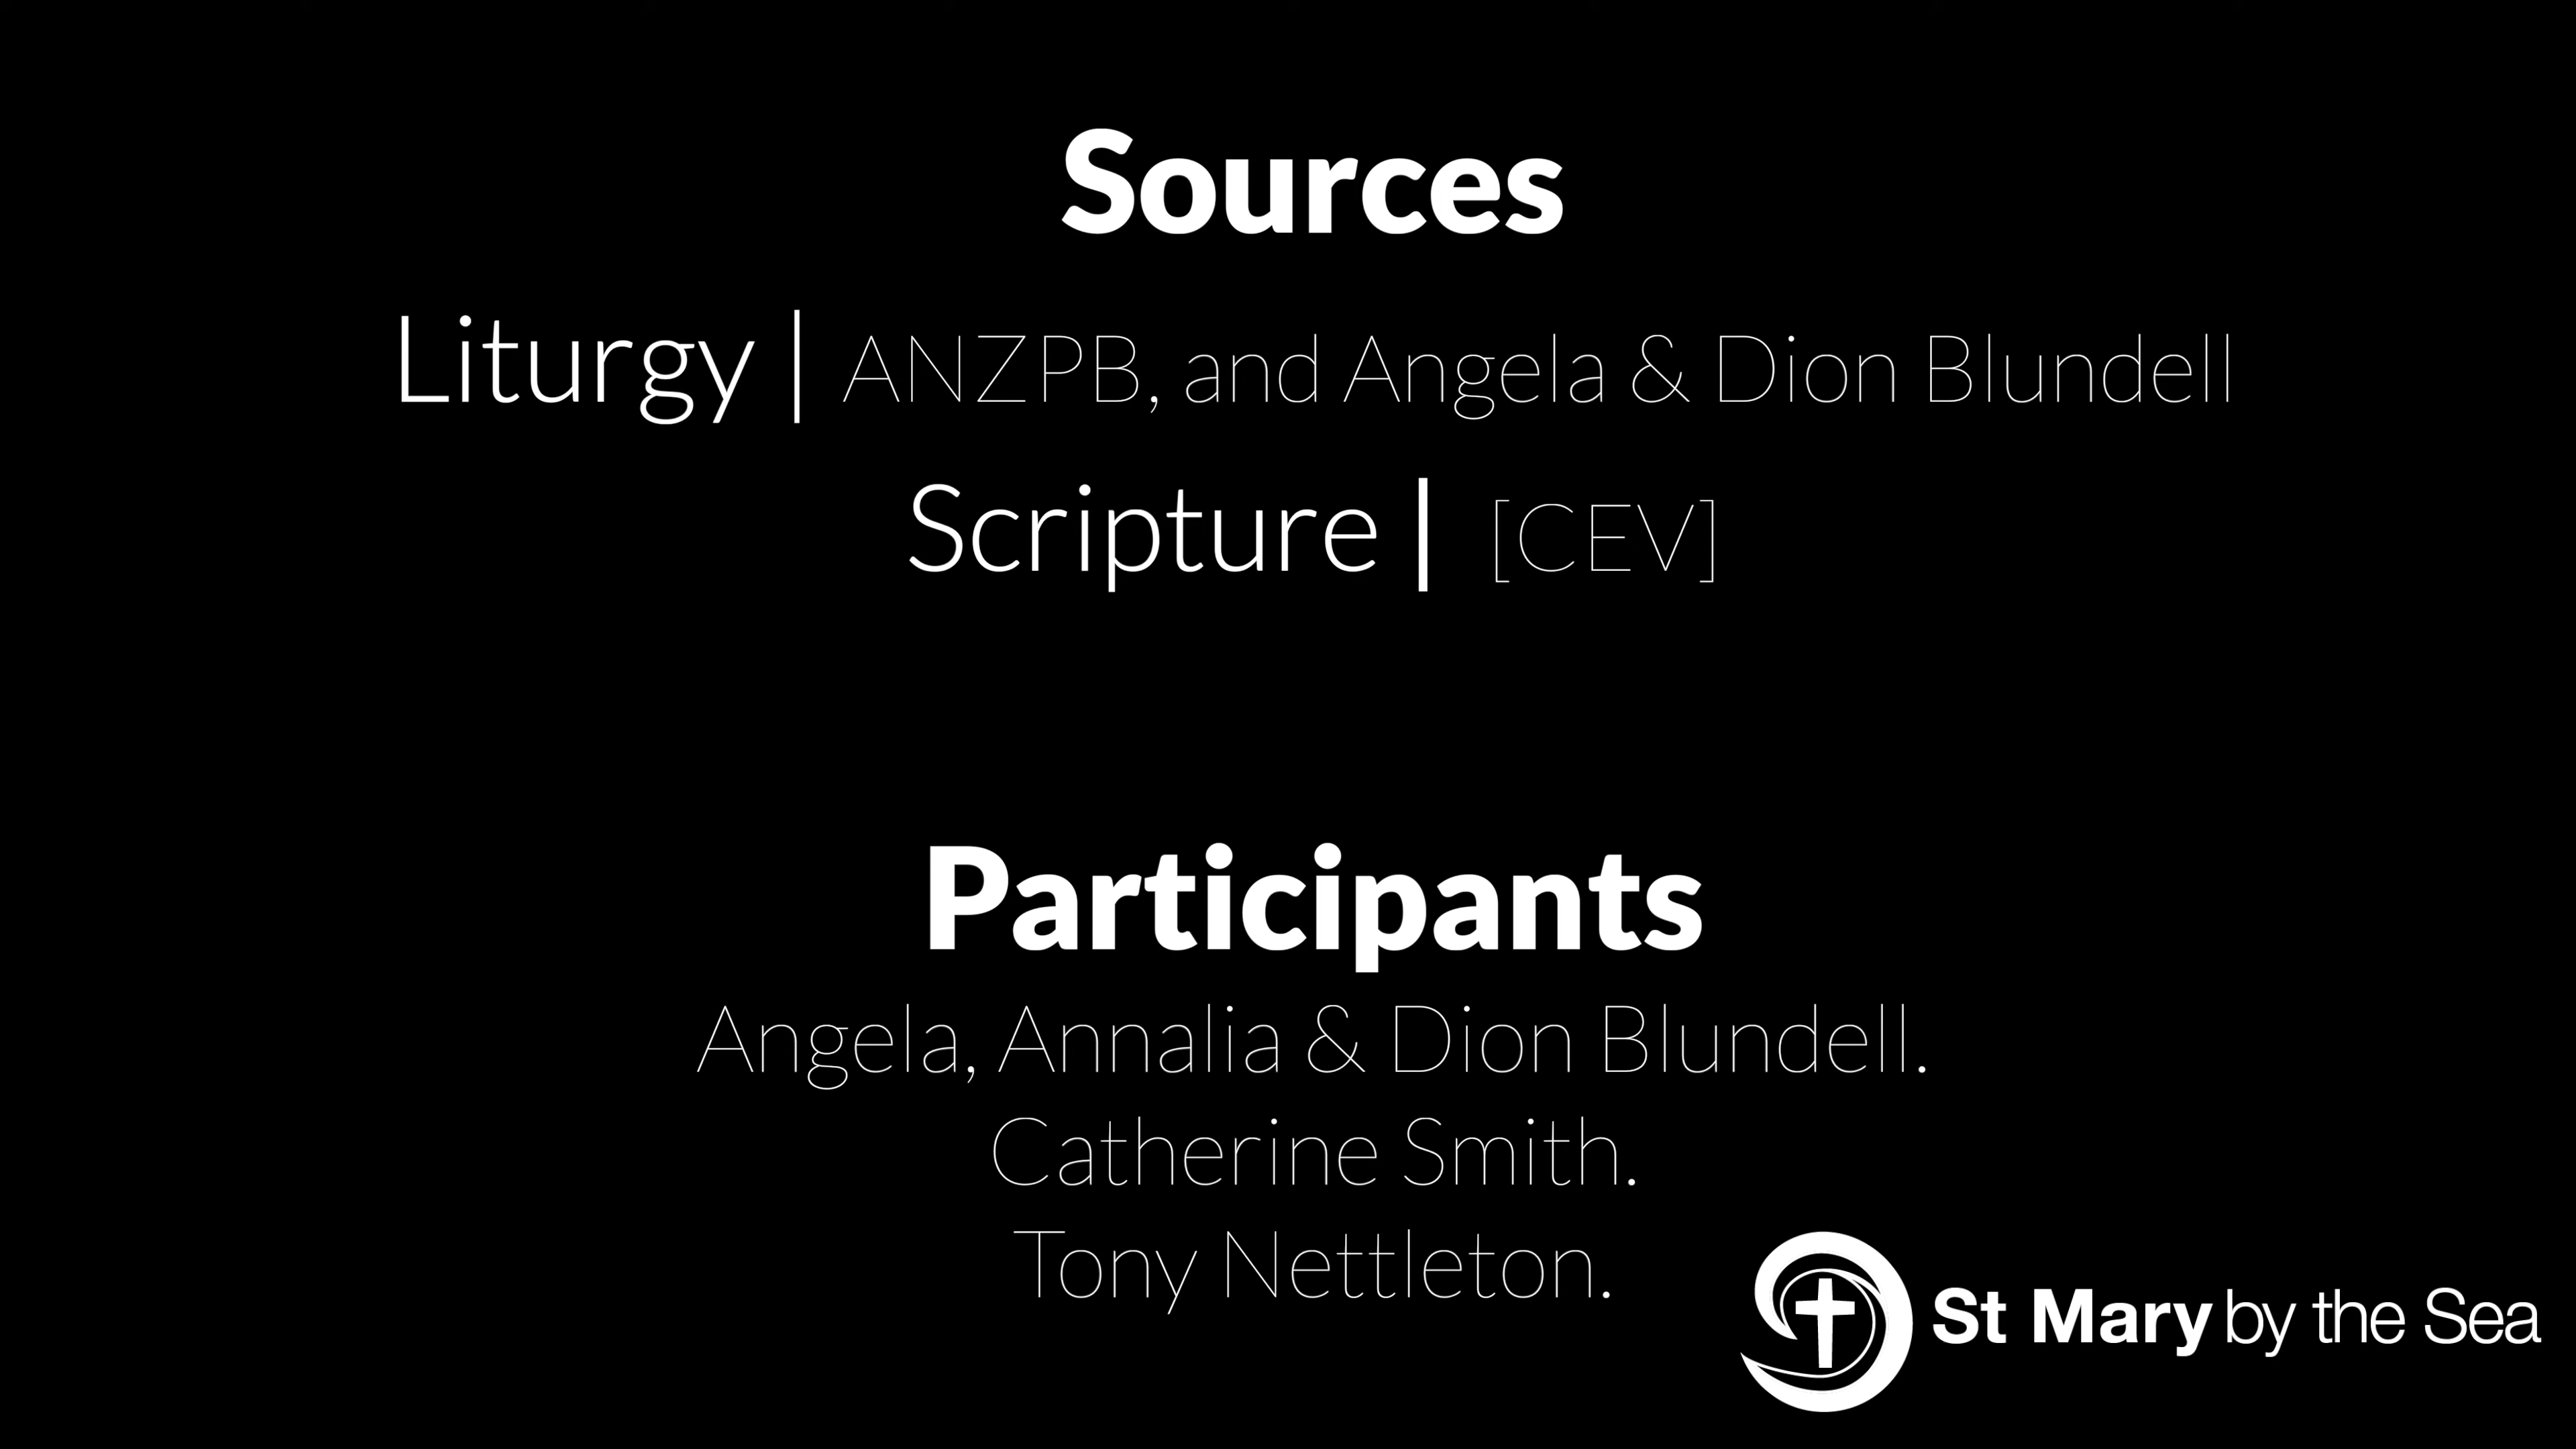 Sources
Liturgy | ANZPB, and Angela & Dion Blundell
Scripture | [CEV]
Participants
Angela, Annalia & Dion Blundell.
Catherine Smith.
Tony Nettleton.
St Mary by the Sea